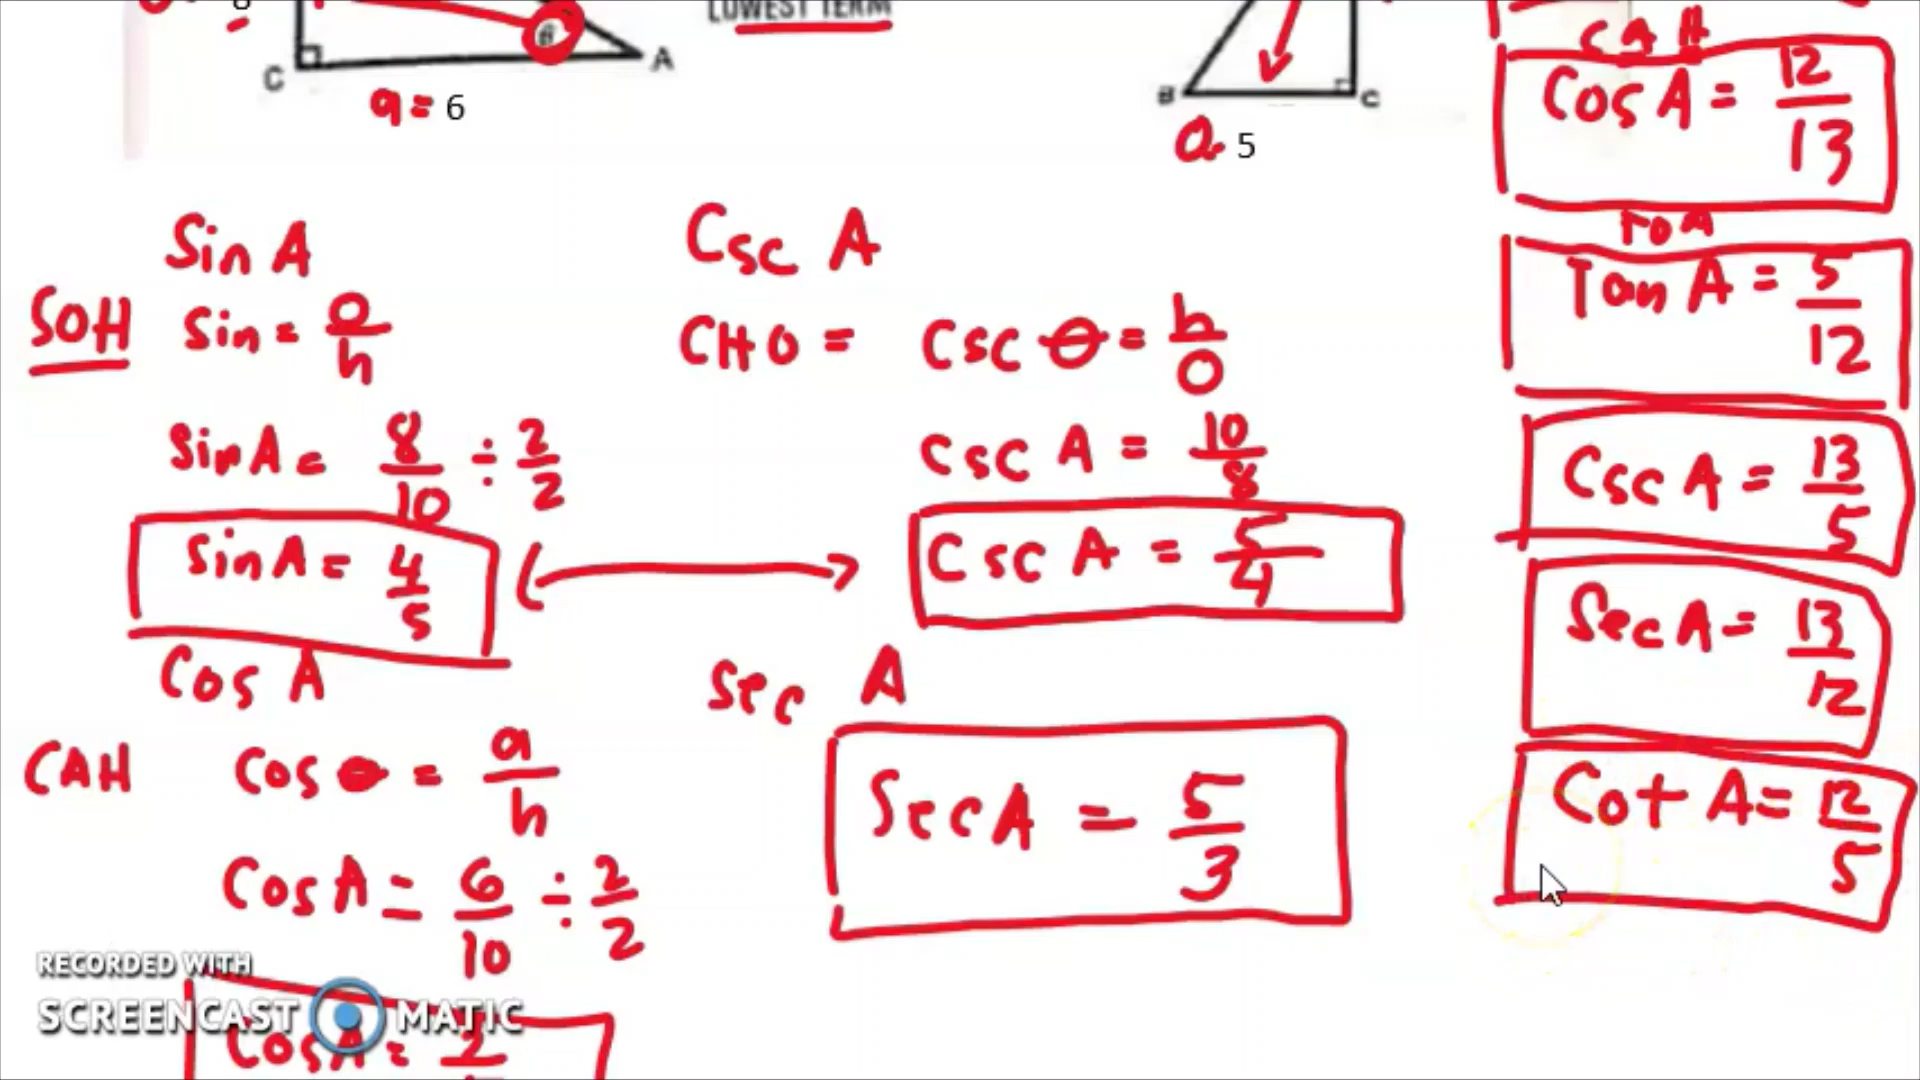 LOWEST TERM
θ
C
A
a = 6
B
C
a 5
CAH
Cos A = 12/13
TOA
Tan A = 5/12
Csc A = 13/5
Sec A = 13/12
Cot A = 12/5
Sin A
SOH Sin = o/h
Sin A = 8/10 ÷ 2/2
Sin A = 4/5
Cos A
CAH Cos θ = a/h
Cos A = 6/10 ÷ 2/2
Cos A =
Csc A
CHO = Csc θ = h/o
Csc A = 10/8
Csc A = 5/4
Sec A
Sec A = 5/3
RECORDED WITH
SCREENCAST MATIC